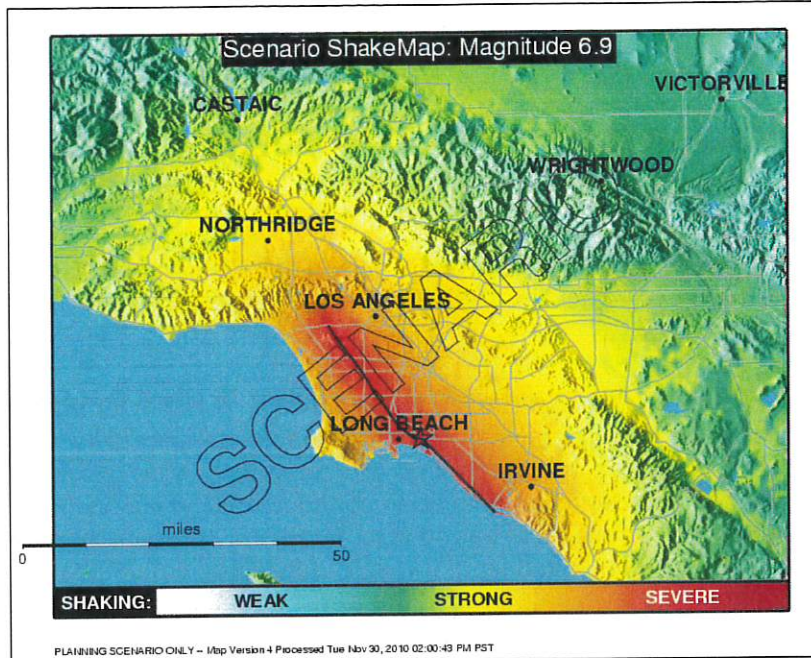 Scenario ShakeMap: Magnitude 6.9
VICTORVILLE
CASTAIC
WRIGHTWOOD
NORTHRIDGE
LOS ANGELES
SCENARIO
LONG BEACH
IRVINE
miles
0 50
SHAKING: WEAK STRONG SEVERE
PLANNING SCENARIO ONLY -- Map Version 4 Processed Tue Nov 30, 2010 02:00:43 PM PST